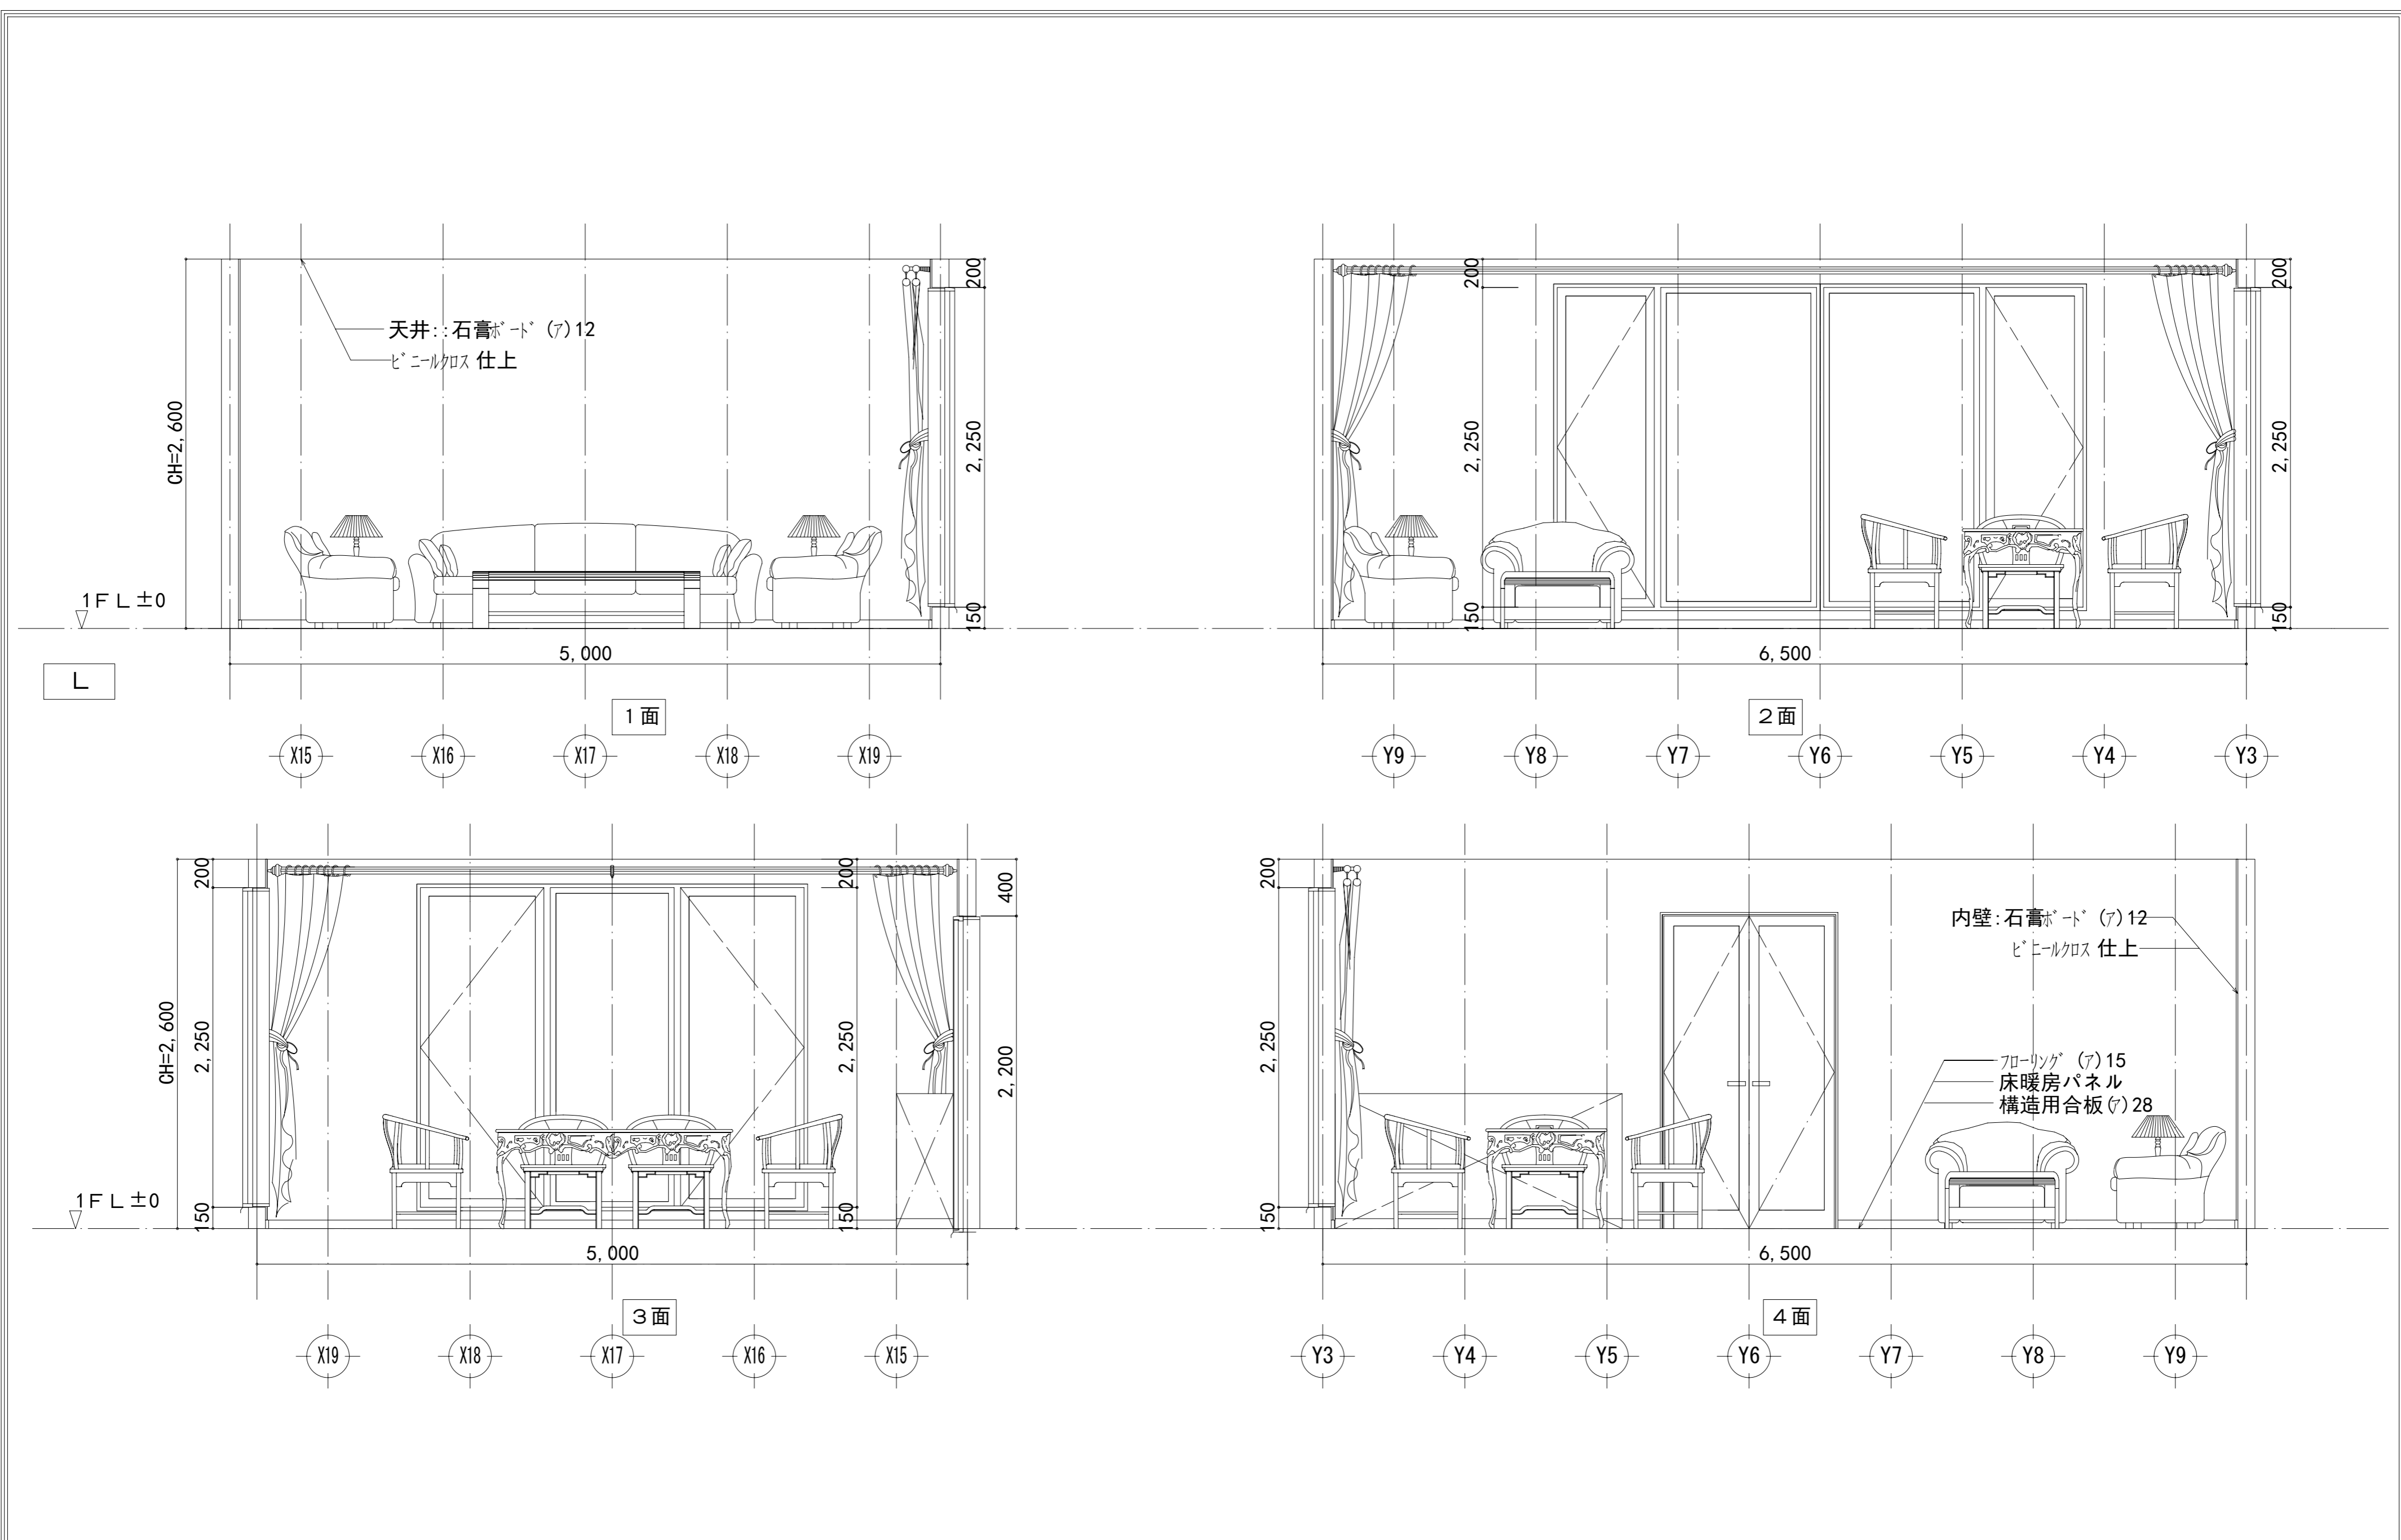 200
200
200
天井::石膏ﾎﾞｰﾄﾞ(ｱ)12
ﾋﾞﾆｰﾙｸﾛｽ 仕上
CH=2,600
2,250
2,250
2,250
1FL±0
150
150
150
5,000
6,500
L
1面
2面
X15
X16
X17
X18
X19
Y9
Y8
Y7
Y6
Y5
Y4
Y3
200
200
400
200
内壁:石膏ﾎﾞｰﾄﾞ(ｱ)12
ﾋﾞﾆｰﾙｸﾛｽ 仕上
CH=2,600
2,250
2,250
2,200
2,250
ﾌﾛｰﾘﾝｸﾞ(ｱ)15
床暖房パネル
構造用合板(ｱ)28
1FL±0
150
150
150
5,000
6,500
3面
4面
X19
X18
X17
X16
X15
Y3
Y4
Y5
Y6
Y7
Y8
Y9